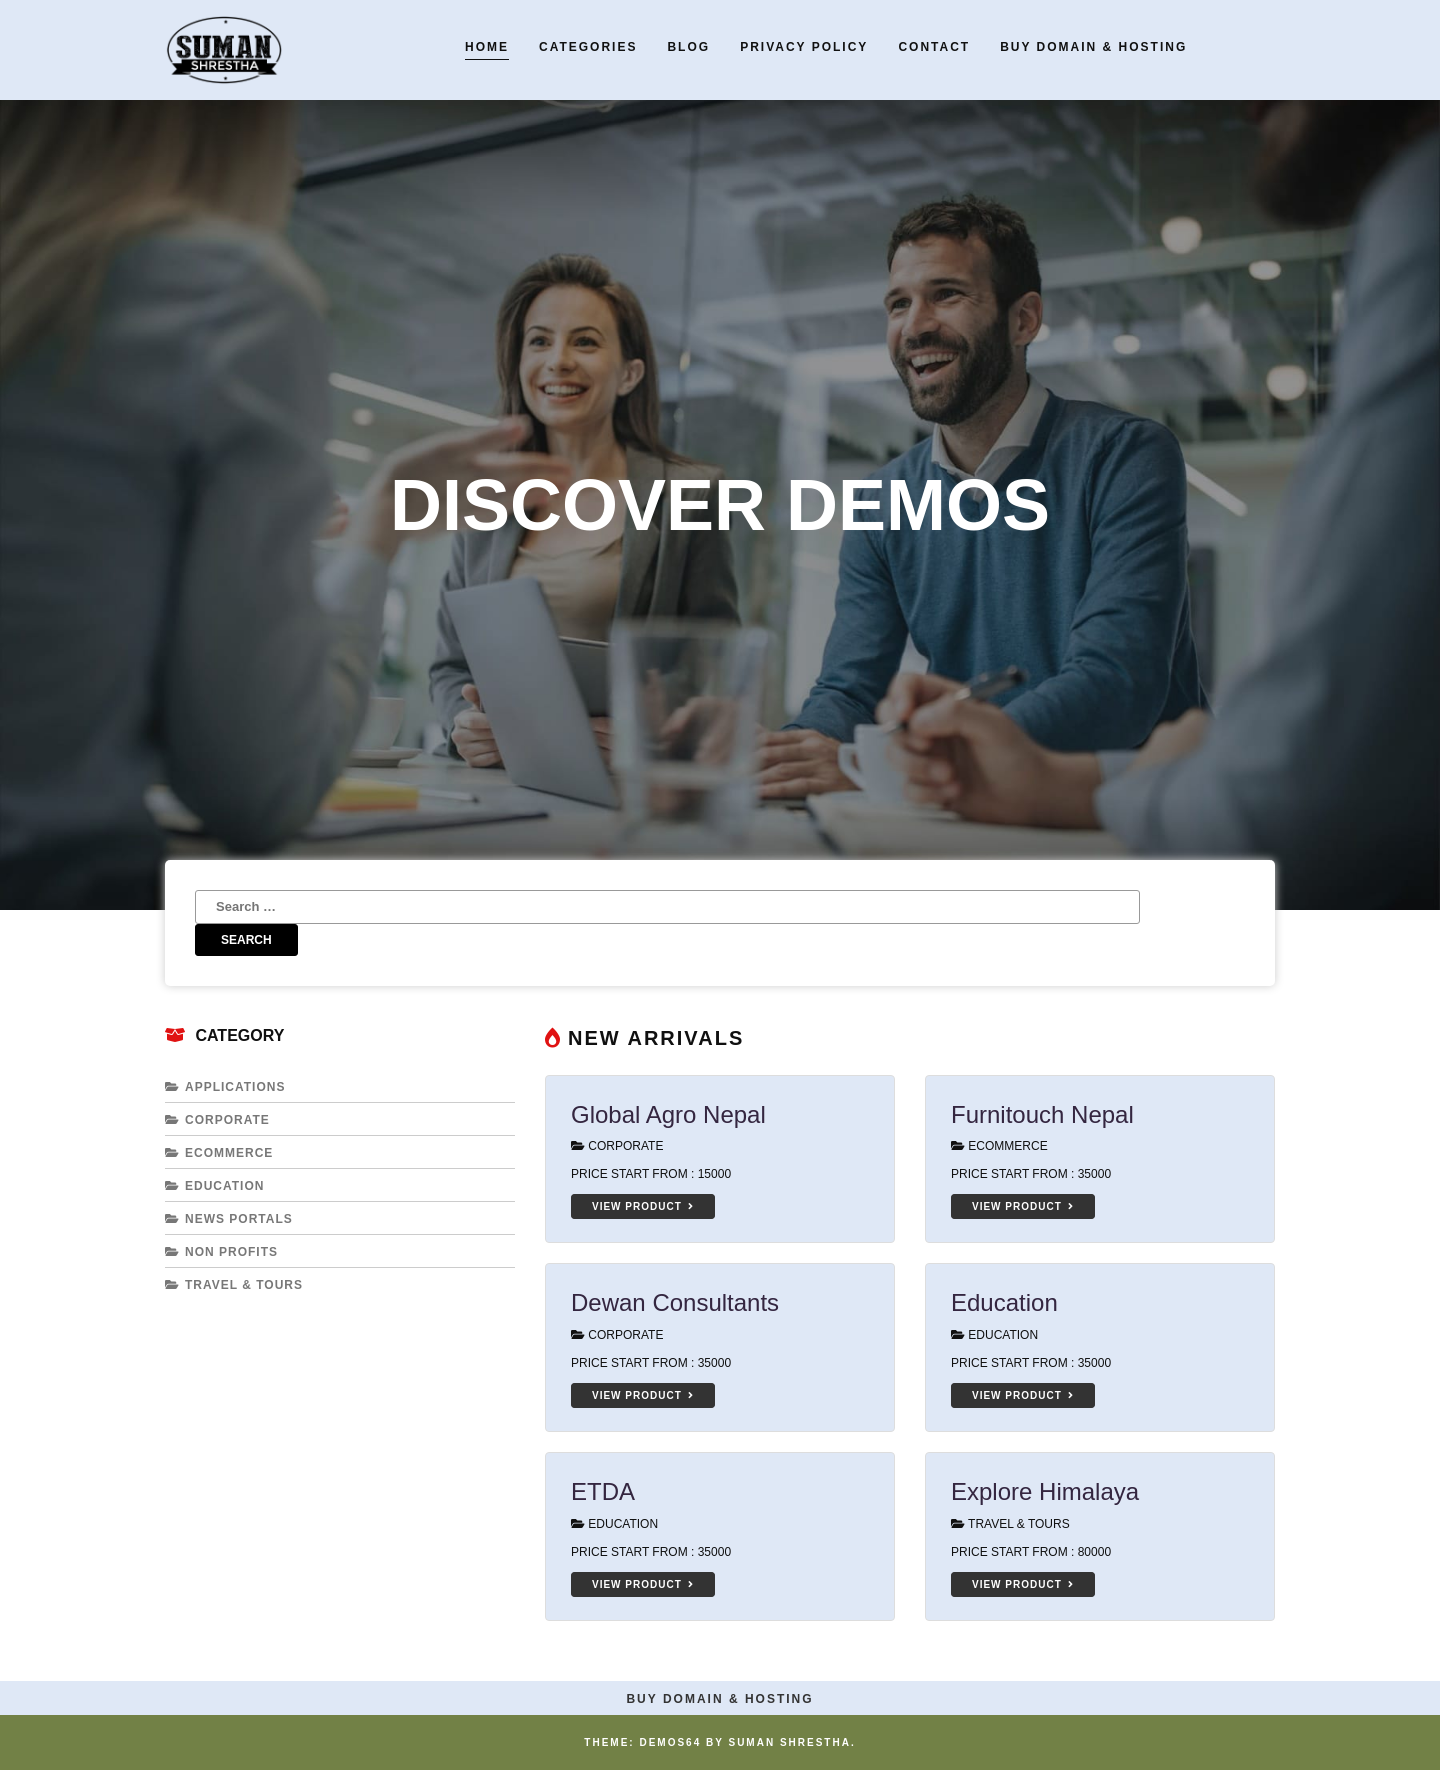 SUMAN
SHRESTHA
HOME CATEGORIES BLOG PRIVACY POLICY CONTACT BUY DOMAIN & HOSTING
DISCOVER DEMOS
Search …
SEARCH
CATEGORY
APPLICATIONS
CORPORATE
ECOMMERCE
EDUCATION
NEWS PORTALS
NON PROFITS
TRAVEL & TOURS
NEW ARRIVALS
Global Agro Nepal
CORPORATE
PRICE START FROM : 15000
VIEW PRODUCT
Furnitouch Nepal
ECOMMERCE
PRICE START FROM : 35000
VIEW PRODUCT
Dewan Consultants
CORPORATE
PRICE START FROM : 35000
VIEW PRODUCT
Education
EDUCATION
PRICE START FROM : 35000
VIEW PRODUCT
ETDA
EDUCATION
PRICE START FROM : 35000
VIEW PRODUCT
Explore Himalaya
TRAVEL & TOURS
PRICE START FROM : 80000
VIEW PRODUCT
BUY DOMAIN & HOSTING
THEME: DEMOS64 BY SUMAN SHRESTHA.